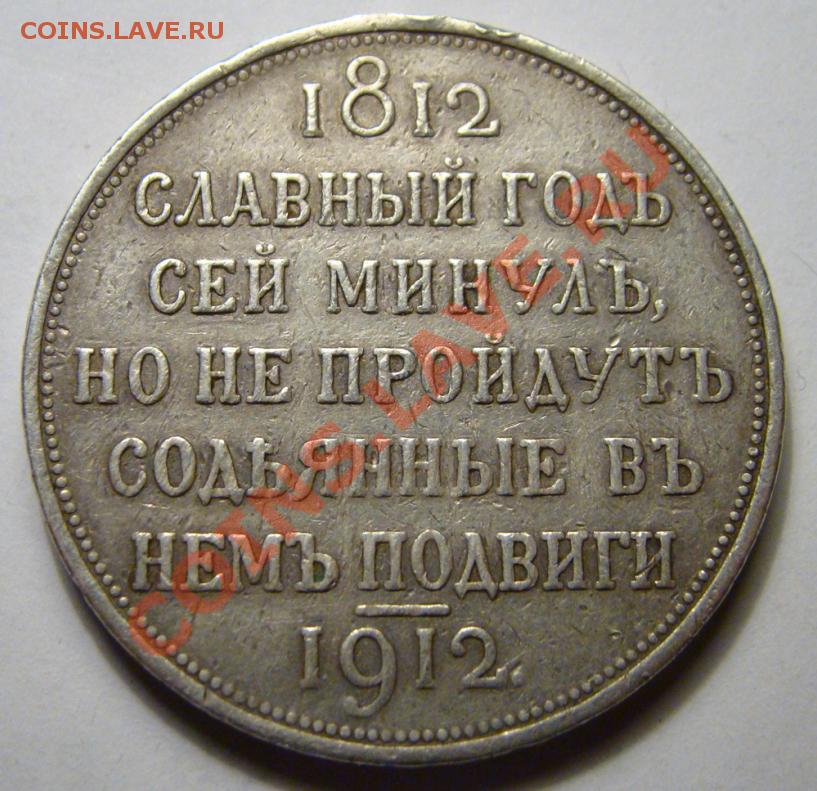 COINS.LAVE.RU
1812
СЛАВНЫЙ ГОДЪ
СЕЙ МИНУЛЪ,
НО НЕ ПРОЙДУТЪ
СОДѢЯННЫЕ ВЪ
НЕМЪ ПОДВИГИ
1912.
COINS.LAVE.RU